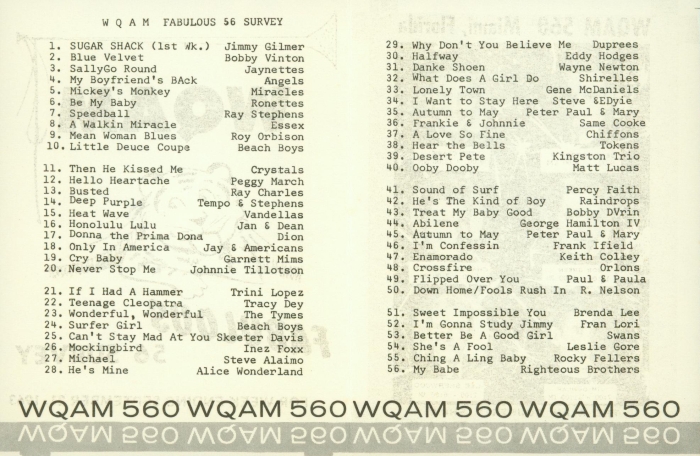 W Q A M FABULOUS 56 SURVEY
1. SUGAR SHACK (1st Wk.) Jimmy Gilmer
2. Blue Velvet Bobby Vinton
3. SallyGo Round Jaynettes
4. My Boyfriend's BAck Angels
5. Mickey's Monkey Miracles
6. Be My Baby Ronettes
7. Speedball Ray Stephens
8. A Walkin Miracle Essex
9. Mean Woman Blues Roy Orbison
10. Little Deuce Coupe Beach Boys
11. Then He Kissed Me Crystals
12. Hello Heartache Peggy March
13. Busted Ray Charles
14. Deep Purple Tempo & Stephens
15. Heat Wave Vandellas
16. Honolulu Lulu Jan & Dean
17. Donna the Prima Dona Dion
18. Only In America Jay & Americans
19. Cry Baby Garnett Mims
20. Never Stop Me Johnnie Tillotson
21. If I Had A Hammer Trini Lopez
22. Teenage Cleopatra Tracy Dey
23. Wonderful, Wonderful The Tymes
24. Surfer Girl Beach Boys
25. Can't Stay Mad At You Skeeter Davis
26. Mockingbird Inez Foxx
27. Michael Steve Alaimo
28. He's Mine Alice Wonderland
29. Why Don't You Believe Me Duprees
30. Halfway Eddy Hodges
31. Danke Shoen Wayne Newton
32. What Does A Girl Do Shirelles
33. Lonely Town Gene McDaniels
34. I Want to Stay Here Steve &EDyie
35. Autumn to May Peter Paul & Mary
36. Frankie & Johnnie Same Cooke
37. A Love So Fine Chiffons
38. Hear the Bells Tokens
39. Desert Pete Kingston Trio
40. Ooby Dooby Matt Lucas
41. Sound of Surf Percy Faith
42. He's The Kind of Boy Raindrops
43. Treat My Baby Good Bobby DVrin
44. Abilene George Hamilton IV
45. Autumn to May Peter Paul & Mary
46. I'm Confessin Frank Ifield
47. Enamorado Keith Colley
48. Crossfire Orlons
49. Flipped Over You Paul & Paula
50. Down Home/Fools Rush In R. Nelson
51. Sweet Impossible You Brenda Lee
52. I'm Gonna Study Jimmy Fran Lori
53. Better Be A Good Girl Swans
54. She's A Fool Leslie Gore
55. Ching A Ling Baby Rocky Fellers
56. My Babe Righteous Brothers
WQAM 560 WQAM 560 WQAM 560 WQAM 560 WQAM 560
WQAM 560 WQAM 560 WQAM 560 WQAM 560 WQAM 560